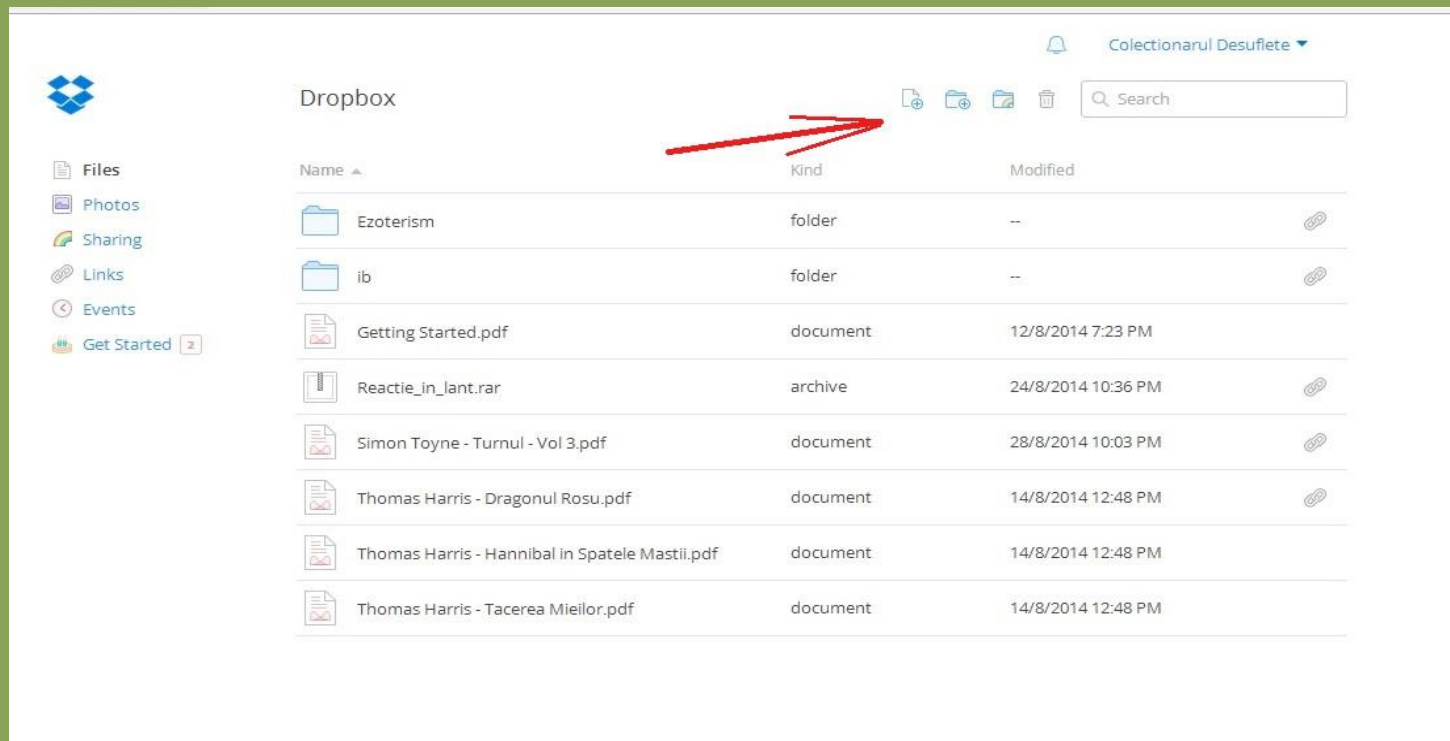 Colectionarul Desuflete
Dropbox
Search
Files
Photos
Sharing
Links
Events
Get Started 2
Name Kind Modified
Ezoterism folder --
ib folder --
Getting Started.pdf document 12/8/2014 7:23 PM
Reactie_in_lant.rar archive 24/8/2014 10:36 PM
Simon Toyne - Turnul - Vol 3.pdf document 28/8/2014 10:03 PM
Thomas Harris - Dragonul Rosu.pdf document 14/8/2014 12:48 PM
Thomas Harris - Hannibal in Spatele Mastii.pdf document 14/8/2014 12:48 PM
Thomas Harris - Tacerea Mieilor.pdf document 14/8/2014 12:48 PM